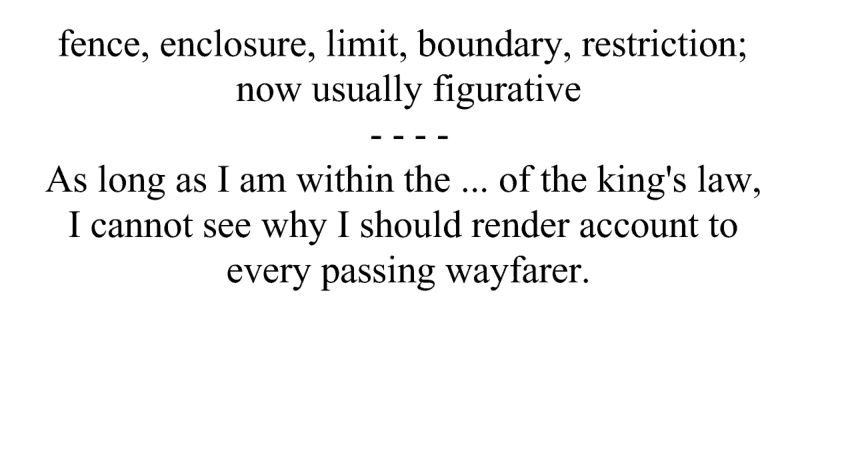 fence, enclosure, limit, boundary, restriction;
now usually figurative
- - - -
As long as I am within the ... of the king's law,
I cannot see why I should render account to
every passing wayfarer.